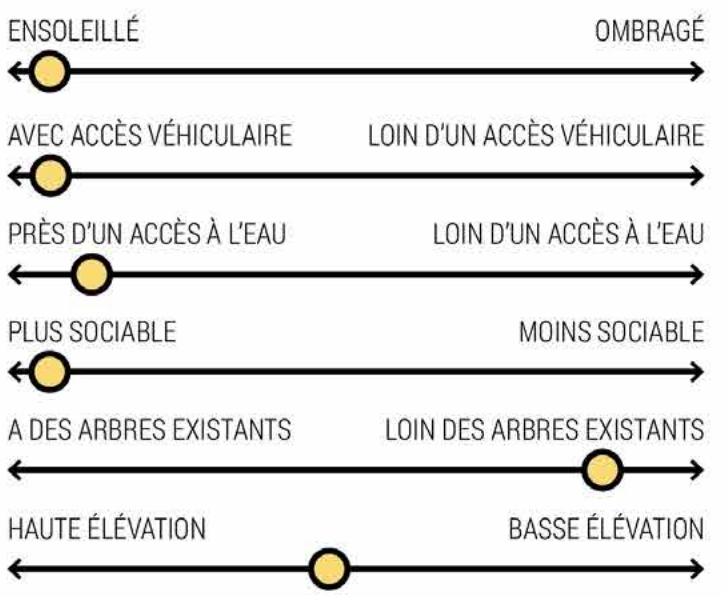 ENSOLEILLÉ OMBRAGÉ
AVEC ACCÈS VÉHICULAIRE LOIN D'UN ACCÈS VÉHICULAIRE
PRÈS D'UN ACCÈS À L'EAU LOIN D'UN ACCÈS À L'EAU
PLUS SOCIABLE MOINS SOCIABLE
A DES ARBRES EXISTANTS LOIN DES ARBRES EXISTANTS
HAUTE ÉLÉVATION BASSE ÉLÉVATION